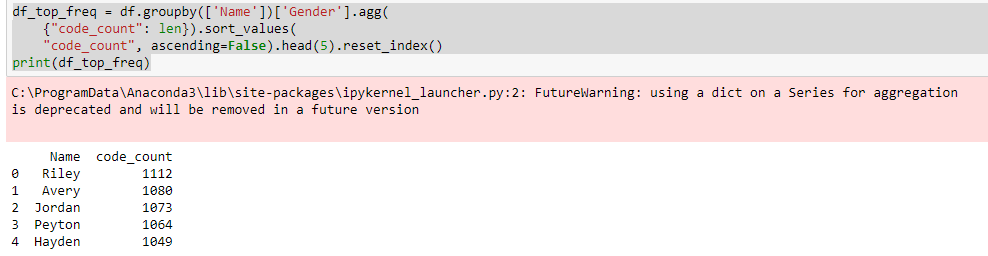 df_top_freq = df.groupby(['Name'])['Gender'].agg(
    {"code_count": len}).sort_values(
    "code_count", ascending=False).head(5).reset_index()
print(df_top_freq)
C:\ProgramData\Anaconda3\lib\site-packages\ipykernel_launcher.py:2: FutureWarning: using a dict on a Series for aggregation
is deprecated and will be removed in a future version
     Name  code_count
0   Riley        1112
1   Avery        1080
2  Jordan        1073
3  Peyton        1064
4  Hayden        1049